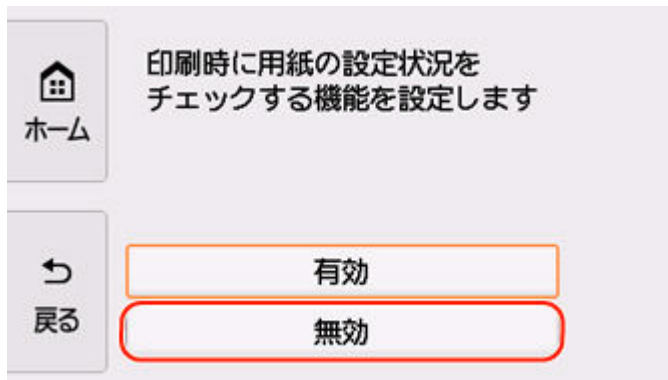 ホーム
印刷時に用紙の設定状況を
チェックする機能を設定します
戻る
有効
無効